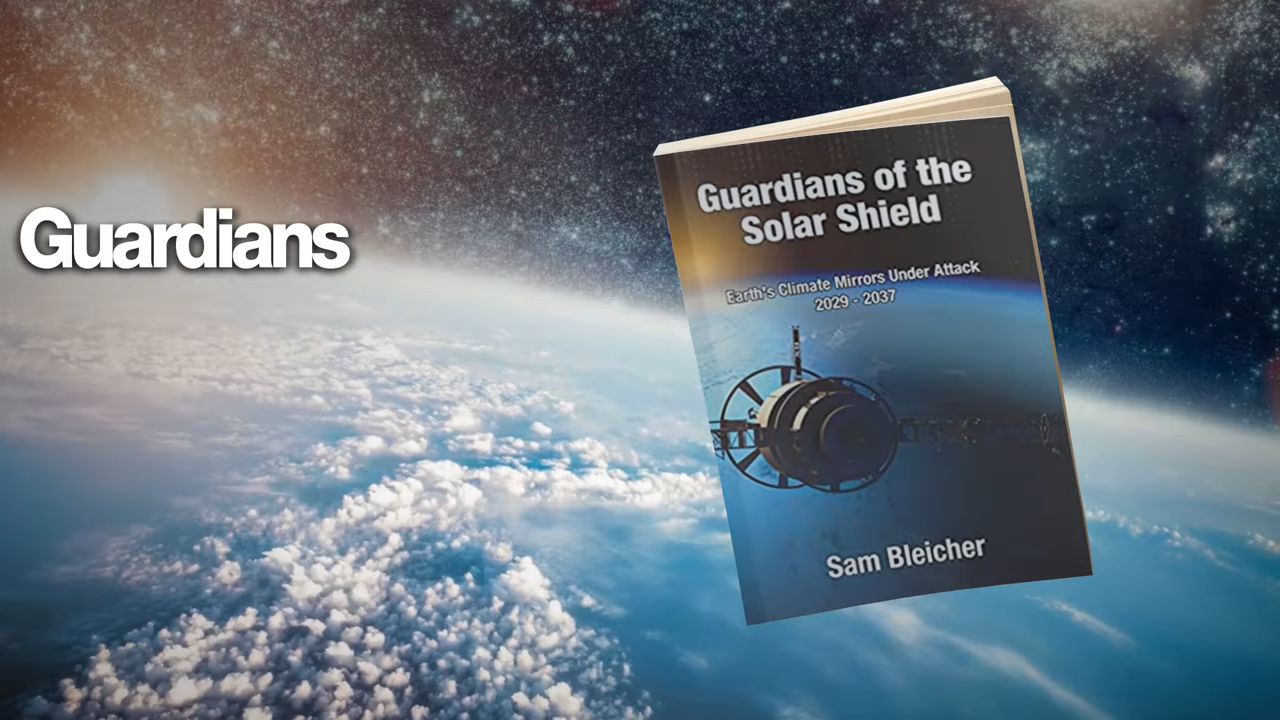 Guardians
Guardians of the
Solar Shield
Earth's Climate Mirrors Under Attack
2029 - 2037
Sam Bleicher